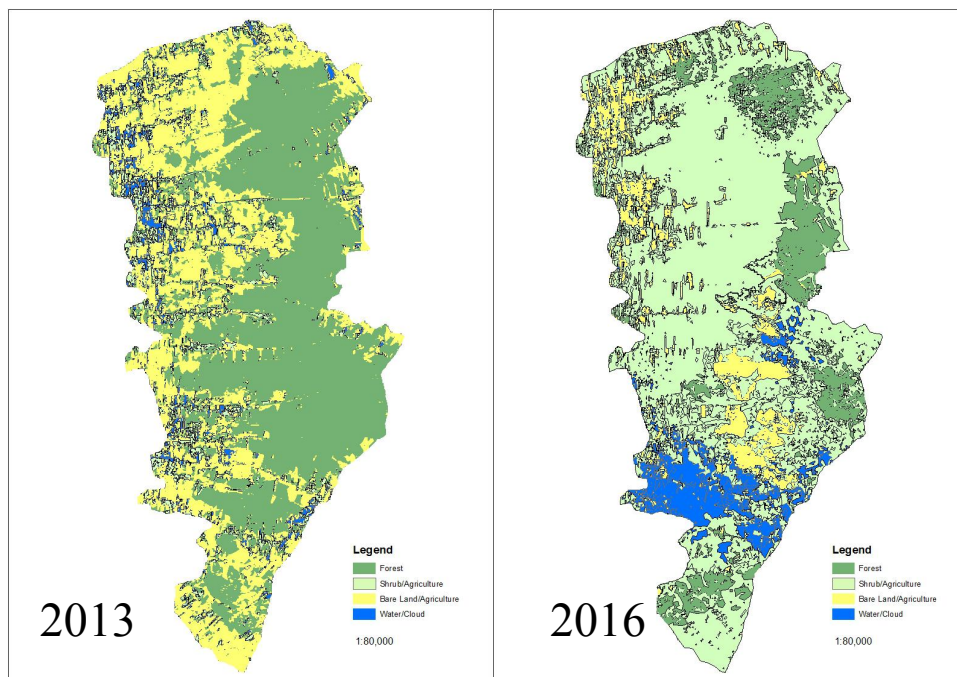 Legend
Forest
Shrub/Agriculture
Bare Land/Agriculture
Water/Cloud
2013
1:80,000
Legend
Forest
Shrub/Agriculture
Bare Land/Agriculture
Water/Cloud
2016
1:80,000